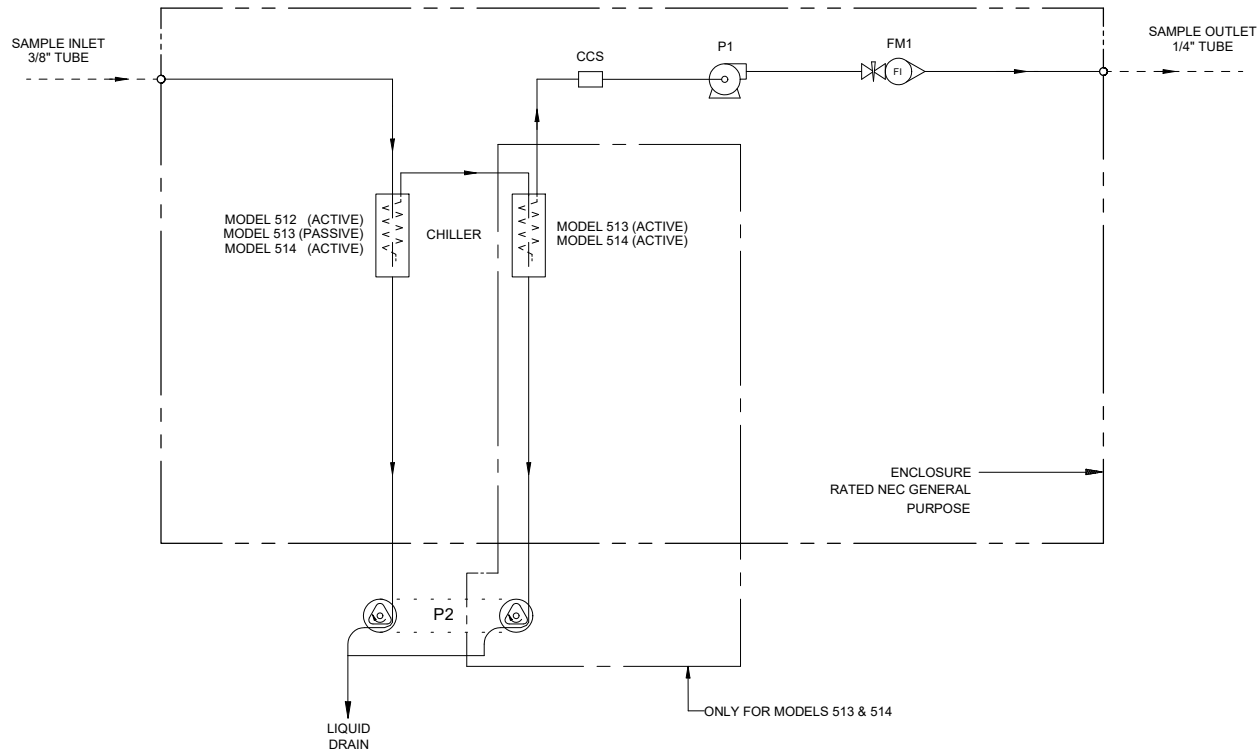 SAMPLE INLET
3/8" TUBE
CCS
P1
FM1
FI
SAMPLE OUTLET
1/4" TUBE
MODEL 512 (ACTIVE)
MODEL 513 (PASSIVE)
MODEL 514 (ACTIVE)
CHILLER
MODEL 513 (ACTIVE)
MODEL 514 (ACTIVE)
ENCLOSURE
RATED NEC GENERAL
PURPOSE
P2
ONLY FOR MODELS 513 & 514
LIQUID
DRAIN